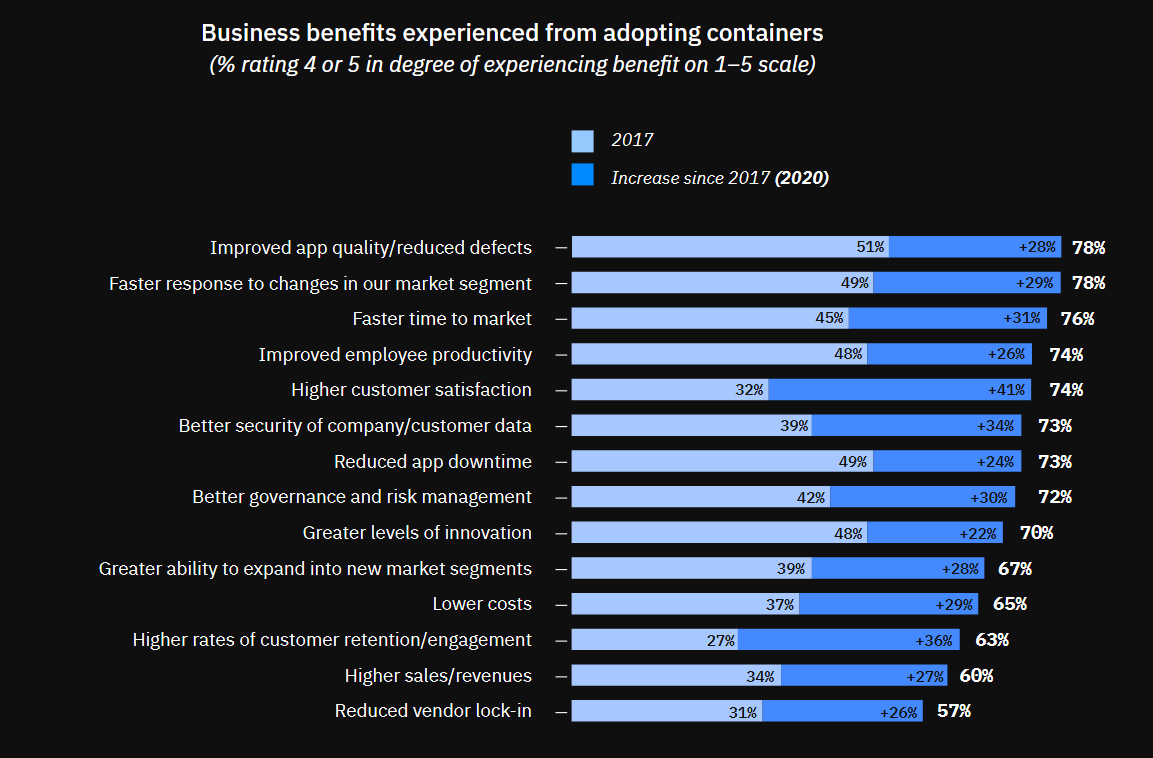 Business benefits experienced from adopting containers
(% rating 4 or 5 in degree of experiencing benefit on 1–5 scale)
2017
Increase since 2017 (2020)
Improved app quality/reduced defects 51% +28% 78%
Faster response to changes in our market segment 49% +29% 78%
Faster time to market 45% +31% 76%
Improved employee productivity 48% +26% 74%
Higher customer satisfaction 32% +41% 74%
Better security of company/customer data 39% +34% 73%
Reduced app downtime 49% +24% 73%
Better governance and risk management 42% +30% 72%
Greater levels of innovation 48% +22% 70%
Greater ability to expand into new market segments 39% +28% 67%
Lower costs 37% +29% 65%
Higher rates of customer retention/engagement 27% +36% 63%
Higher sales/revenues 34% +27% 60%
Reduced vendor lock-in 31% +26% 57%